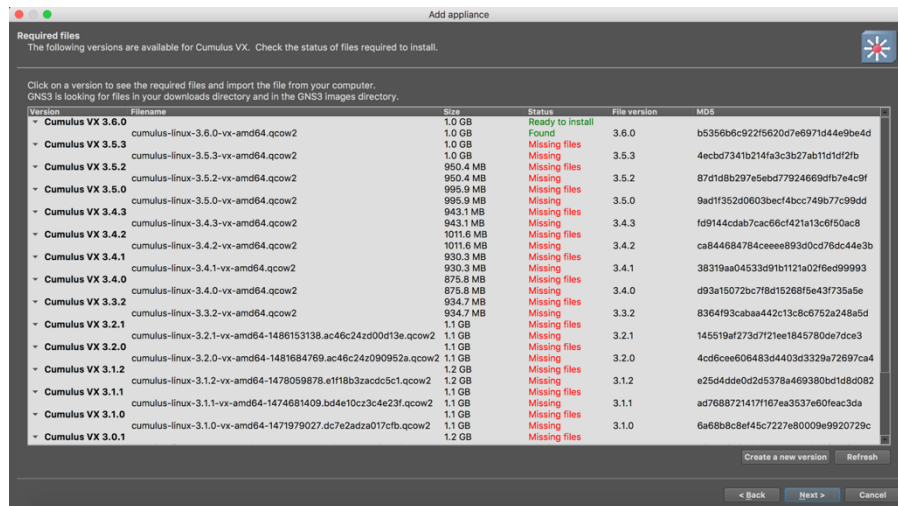 Add appliance
Required files
The following versions are available for Cumulus VX. Check the status of files required to install.
Click on a version to see the required files and import the file from your computer.
GNS3 is looking for files in your downloads directory and in the GNS3 images directory.
Version Filename Size Status File version MD5
Cumulus VX 3.6.0 1.0 GB Ready to install
cumulus-linux-3.6.0-vx-amd64.qcow2 1.0 GB Found 3.6.0 b5356b6c922f5620d7e6971d44e9be4d
Cumulus VX 3.5.3 1.0 GB Missing files
cumulus-linux-3.5.3-vx-amd64.qcow2 1.0 GB Missing 3.5.3 4ecbd7341b214fa3c3b27ab11d1df2fb
Cumulus VX 3.5.2 950.4 MB Missing files
cumulus-linux-3.5.2-vx-amd64.qcow2 950.4 MB Missing 3.5.2 87d1d8b297e5ebd77924669dfb7e4c9f
Cumulus VX 3.5.0 995.9 MB Missing files
cumulus-linux-3.5.0-vx-amd64.qcow2 995.9 MB Missing 3.5.0 9ad1f352d0603becf4bcc749b77c99dd
Cumulus VX 3.4.3 943.1 MB Missing files
cumulus-linux-3.4.3-vx-amd64.qcow2 943.1 MB Missing 3.4.3 fd9144cdab7cac66cf421a13c6f50ac8
Cumulus VX 3.4.2 1011.6 MB Missing files
cumulus-linux-3.4.2-vx-amd64.qcow2 1011.6 MB Missing 3.4.2 ca844684784ceeee893d0cd76dc44e3b
Cumulus VX 3.4.1 930.3 MB Missing files
cumulus-linux-3.4.1-vx-amd64.qcow2 930.3 MB Missing 3.4.1 38319aa04533d91b1121a02f6ed99993
Cumulus VX 3.4.0 875.8 MB Missing files
cumulus-linux-3.4.0-vx-amd64.qcow2 875.8 MB Missing 3.4.0 d93a15072bc7f8d15268f5e43f735a5e
Cumulus VX 3.3.2 934.7 MB Missing files
cumulus-linux-3.3.2-vx-amd64.qcow2 934.7 MB Missing 3.3.2 8364f93cabaa442c13c8c6752a248a5d
Cumulus VX 3.2.1 1.1 GB Missing files
cumulus-linux-3.2.1-vx-amd64-1486153138.ac46c24zd00d13e.qcow2 1.1 GB Missing 3.2.1 145519af273d7f21ee1845780de7dce3
Cumulus VX 3.2.0 1.1 GB Missing files
cumulus-linux-3.2.0-vx-amd64-1481684769.ac46c24z090952a.qcow2 1.1 GB Missing 3.2.0 4cd6cee606483d4403d3329a72697ca4
Cumulus VX 3.1.2 1.2 GB Missing files
cumulus-linux-3.1.2-vx-amd64-1478059878.e1f18b3zacdc5c1.qcow2 1.2 GB Missing 3.1.2 e25d4dde0d2d5378a469380bd1d8d082
Cumulus VX 3.1.1 1.1 GB Missing files
cumulus-linux-3.1.1-vx-amd64-1474681409.bd4e10cz3c4e23f.qcow2 1.1 GB Missing 3.1.1 ad7688721417f167ea3537e60feac3da
Cumulus VX 3.1.0 1.1 GB Missing files
cumulus-linux-3.1.0-vx-amd64-1471979027.dc7e2adza017cfb.qcow2 1.1 GB Missing 3.1.0 6a68b8c8ef45c7227e80009e9920729c
Cumulus VX 3.0.1 1.2 GB Missing files
Create a new version Refresh
< Back Next > Cancel